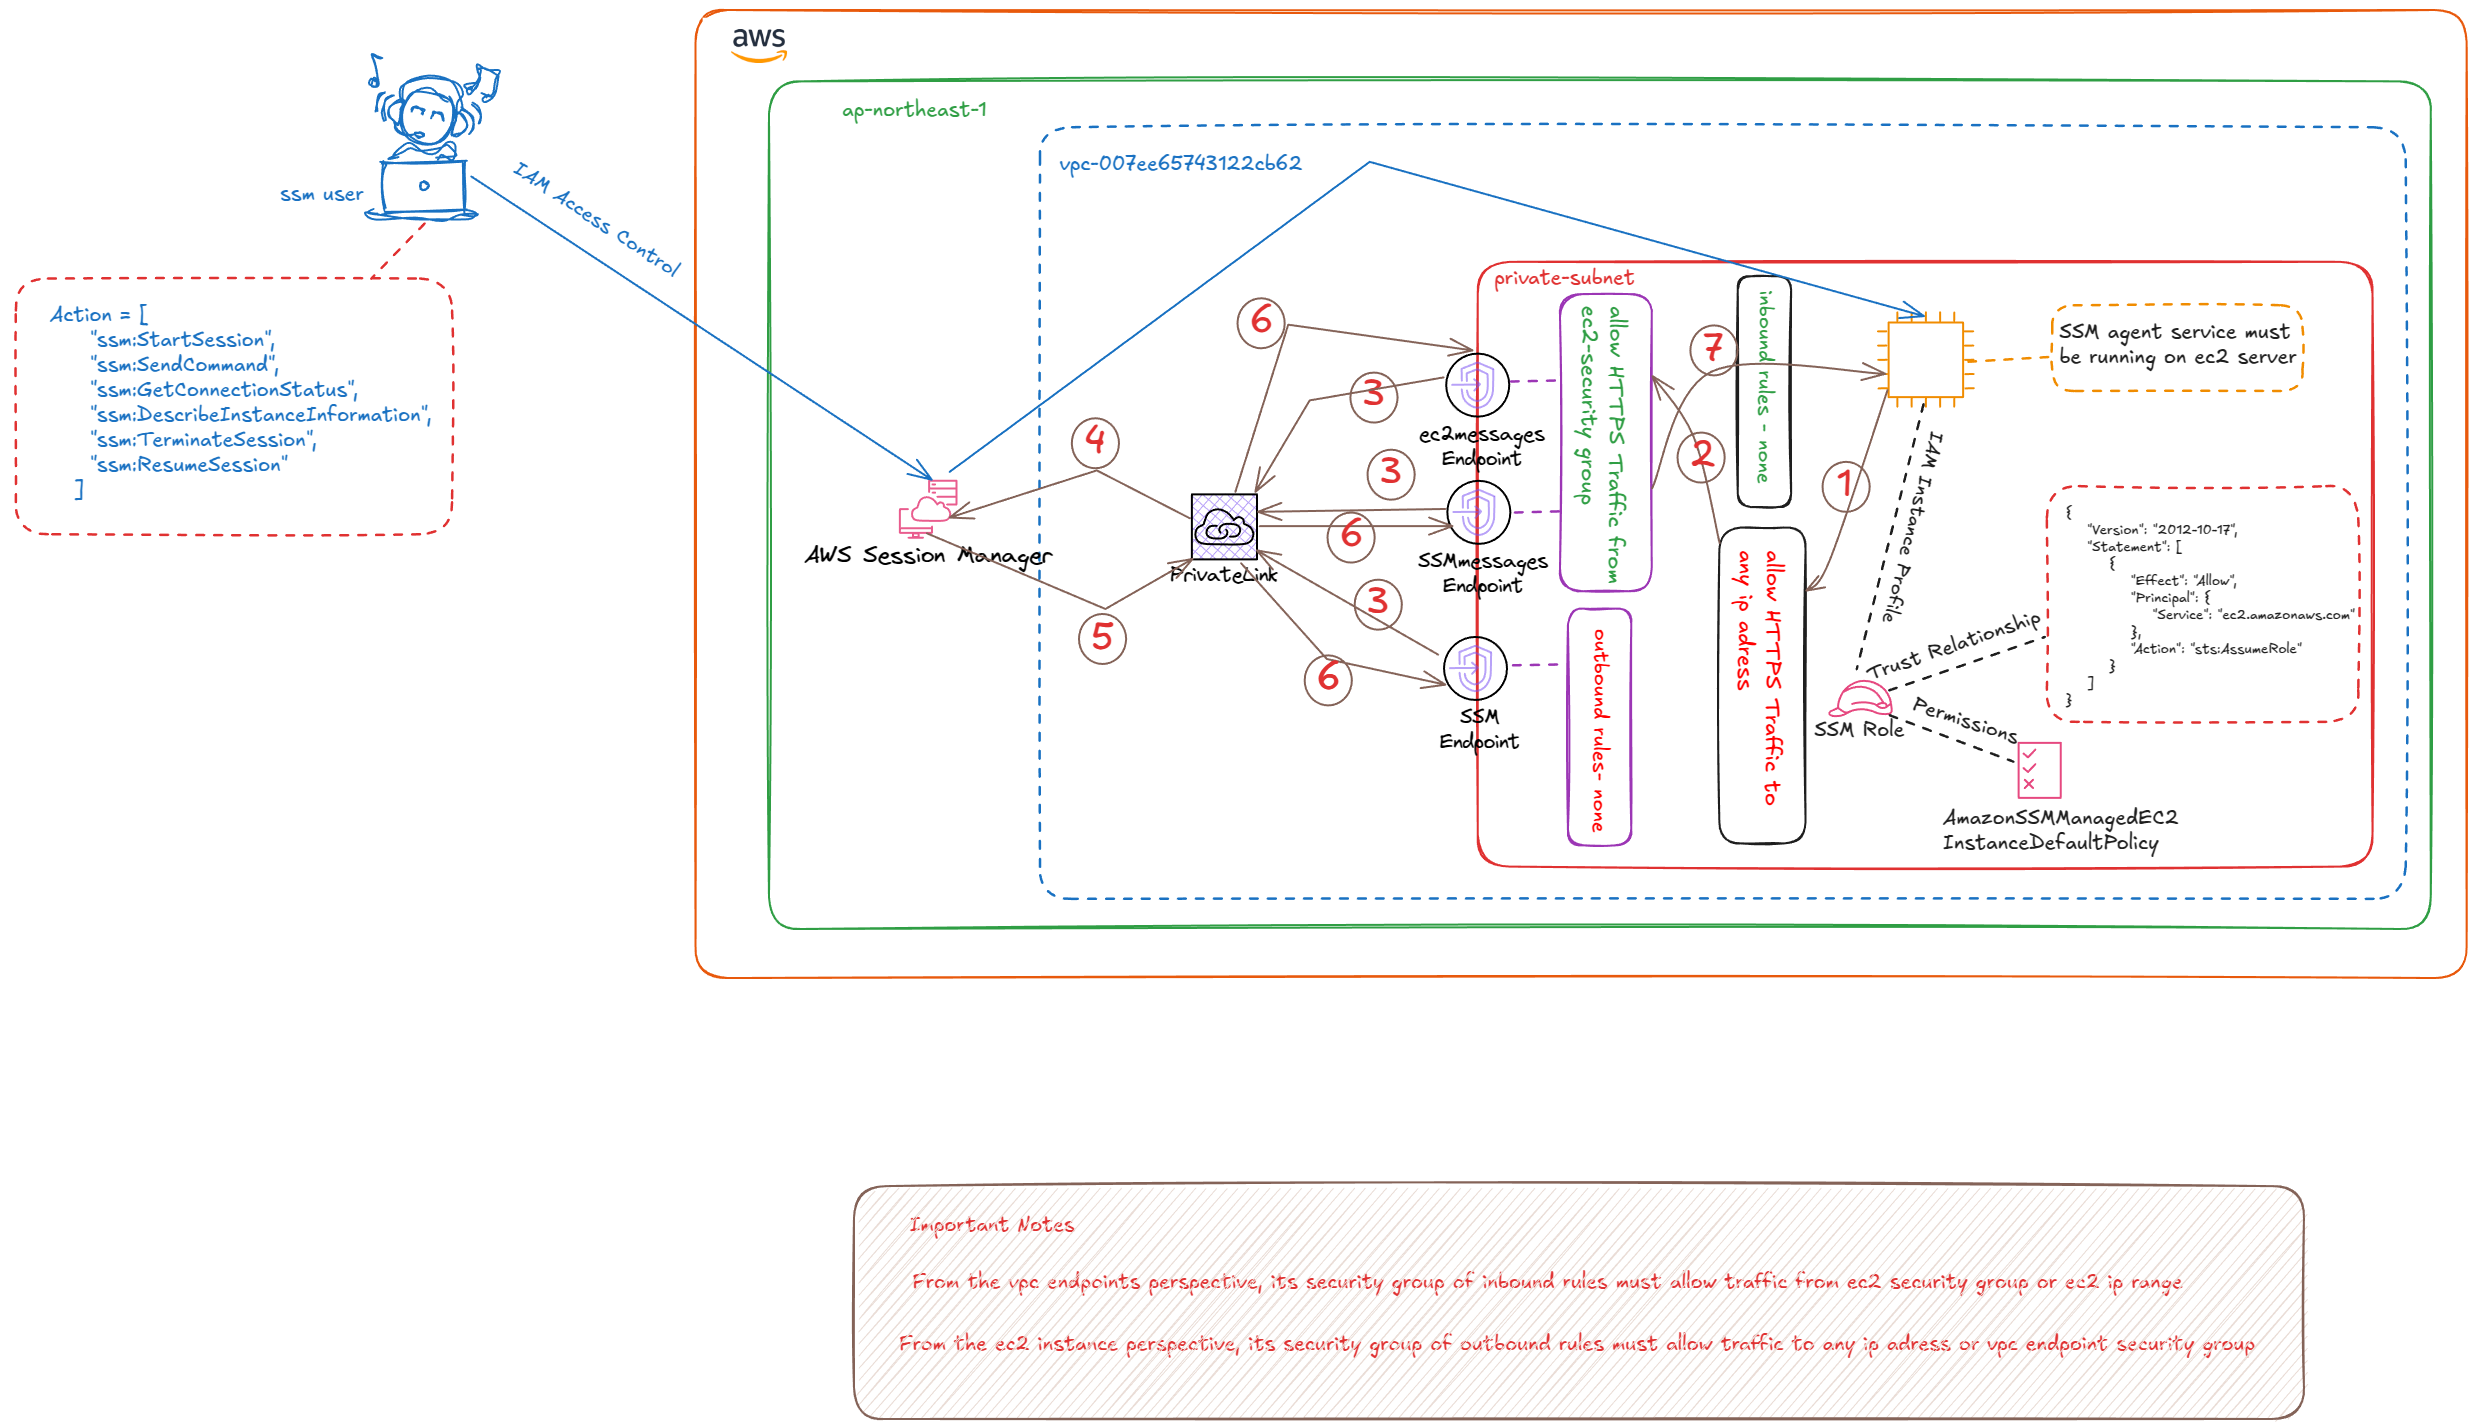 aws
ap-northeast-1
vpc-007ee65743122cb62
ssm user
IAM Access Control
Action = [
"ssm:StartSession",
"ssm:SendCommand",
"ssm:GetConnectionStatus",
"ssm:DescribeInstanceInformation",
"ssm:TerminateSession",
"ssm:ResumeSession"
]
AWS Session Manager
PrivateLink
4
5
6
3
3
6
3
6
ec2messages
Endpoint
SSMmessages
Endpoint
SSM
Endpoint
private-subnet
allow HTTPS Traffic from
ec2-security group
outbound rules- none
inbound rules - none
allow HTTPS Traffic to
any ip adress
7
2
1
SSM agent service must
be running on ec2 server
IAM Instance Profile
Trust Relationship
Permissions
SSM Role
{
"Version": "2012-10-17",
"Statement": [
{
"Effect": "Allow",
"Principal": {
"Service": "ec2.amazonaws.com"
},
"Action": "sts:AssumeRole"
}
]
}
AmazonSSMManagedEC2
InstanceDefaultPolicy
Important Notes
From the vpc endpoints perspective, its security group of inbound rules must allow traffic from ec2 security group or ec2 ip range
From the ec2 instance perspective, its security group of outbound rules must allow traffic to any ip adress or vpc endpoint security group